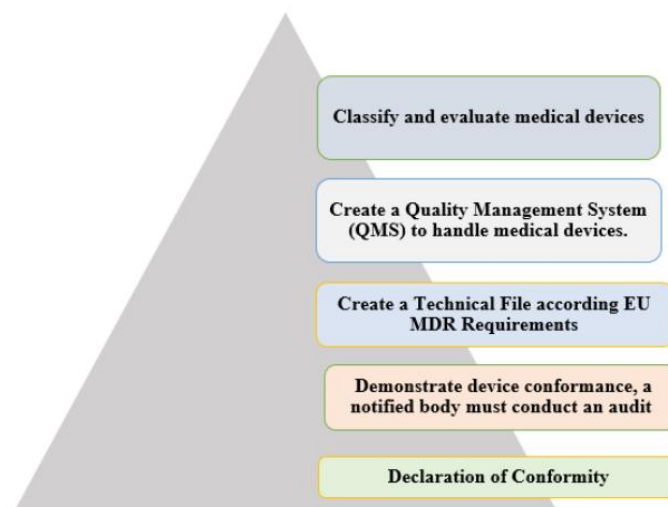 Classify and evaluate medical devices
Create a Quality Management System
(QMS) to handle medical devices.
Create a Technical File according EU
MDR Requirements
Demonstrate device conformance, a
notified body must conduct an audit
Declaration of Conformity